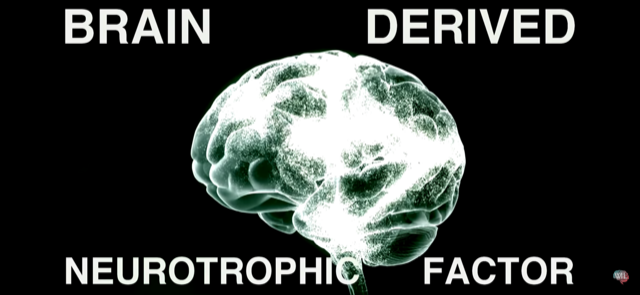 BRAIN DERIVED
NEUROTROPHIC FACTOR